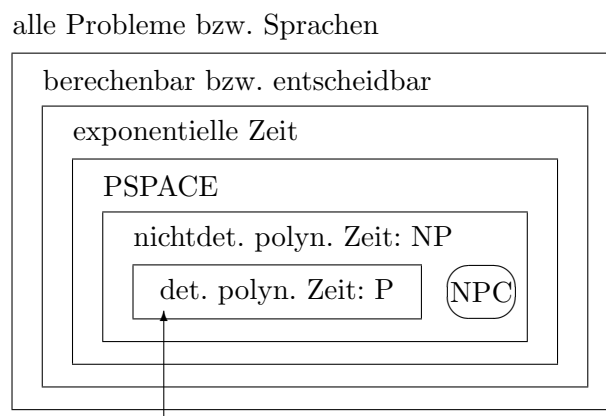 alle Probleme bzw. Sprachen
berechenbar bzw. entscheidbar
exponentielle Zeit
PSPACE
nichtdet. polyn. Zeit: NP
det. polyn. Zeit: P
NPC